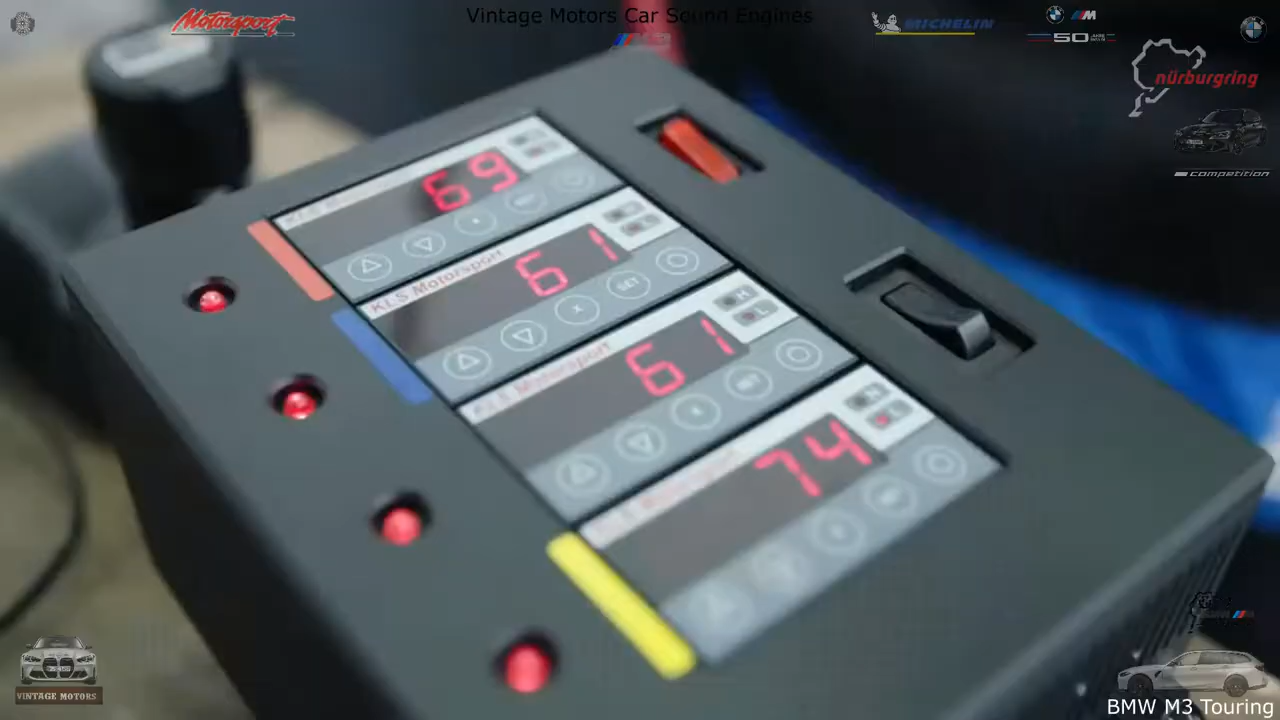 Motorsport
Vintage Motors Car Sound Engines
M3
MICHELIN
M
50
nürburgring
competition
69
61
KLS Motorsport
SET
61
KLS Motorsport
H
L
74
VINTAGE MOTORS
BMW M3 Touring